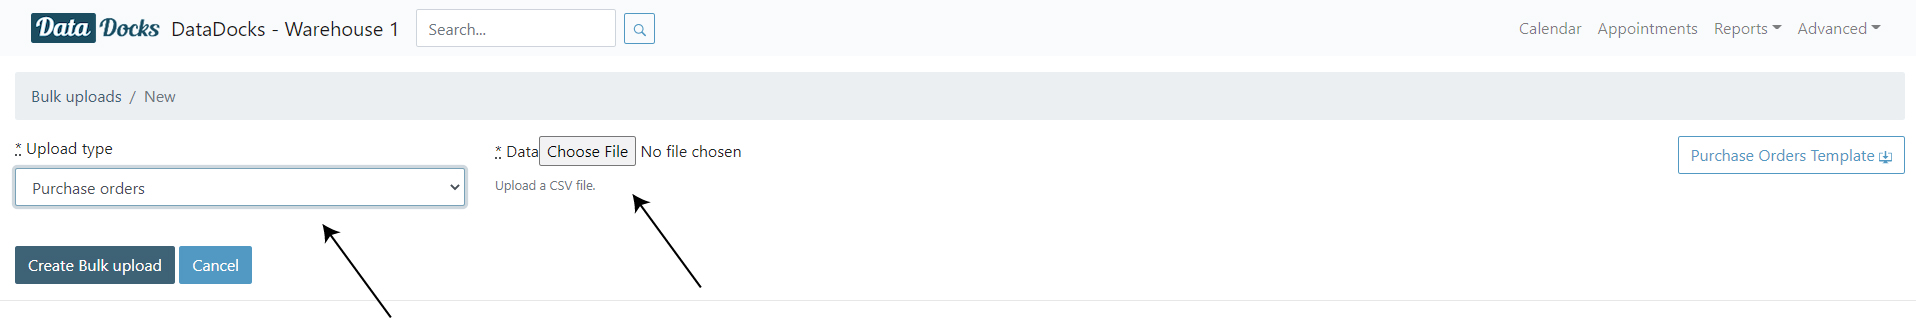 Data Docks DataDocks - Warehouse 1 Search... Calendar Appointments Reports Advanced
Bulk uploads / New
* Upload type
Purchase orders
* Data Choose File No file chosen
Upload a CSV file.
Purchase Orders Template
Create Bulk upload Cancel